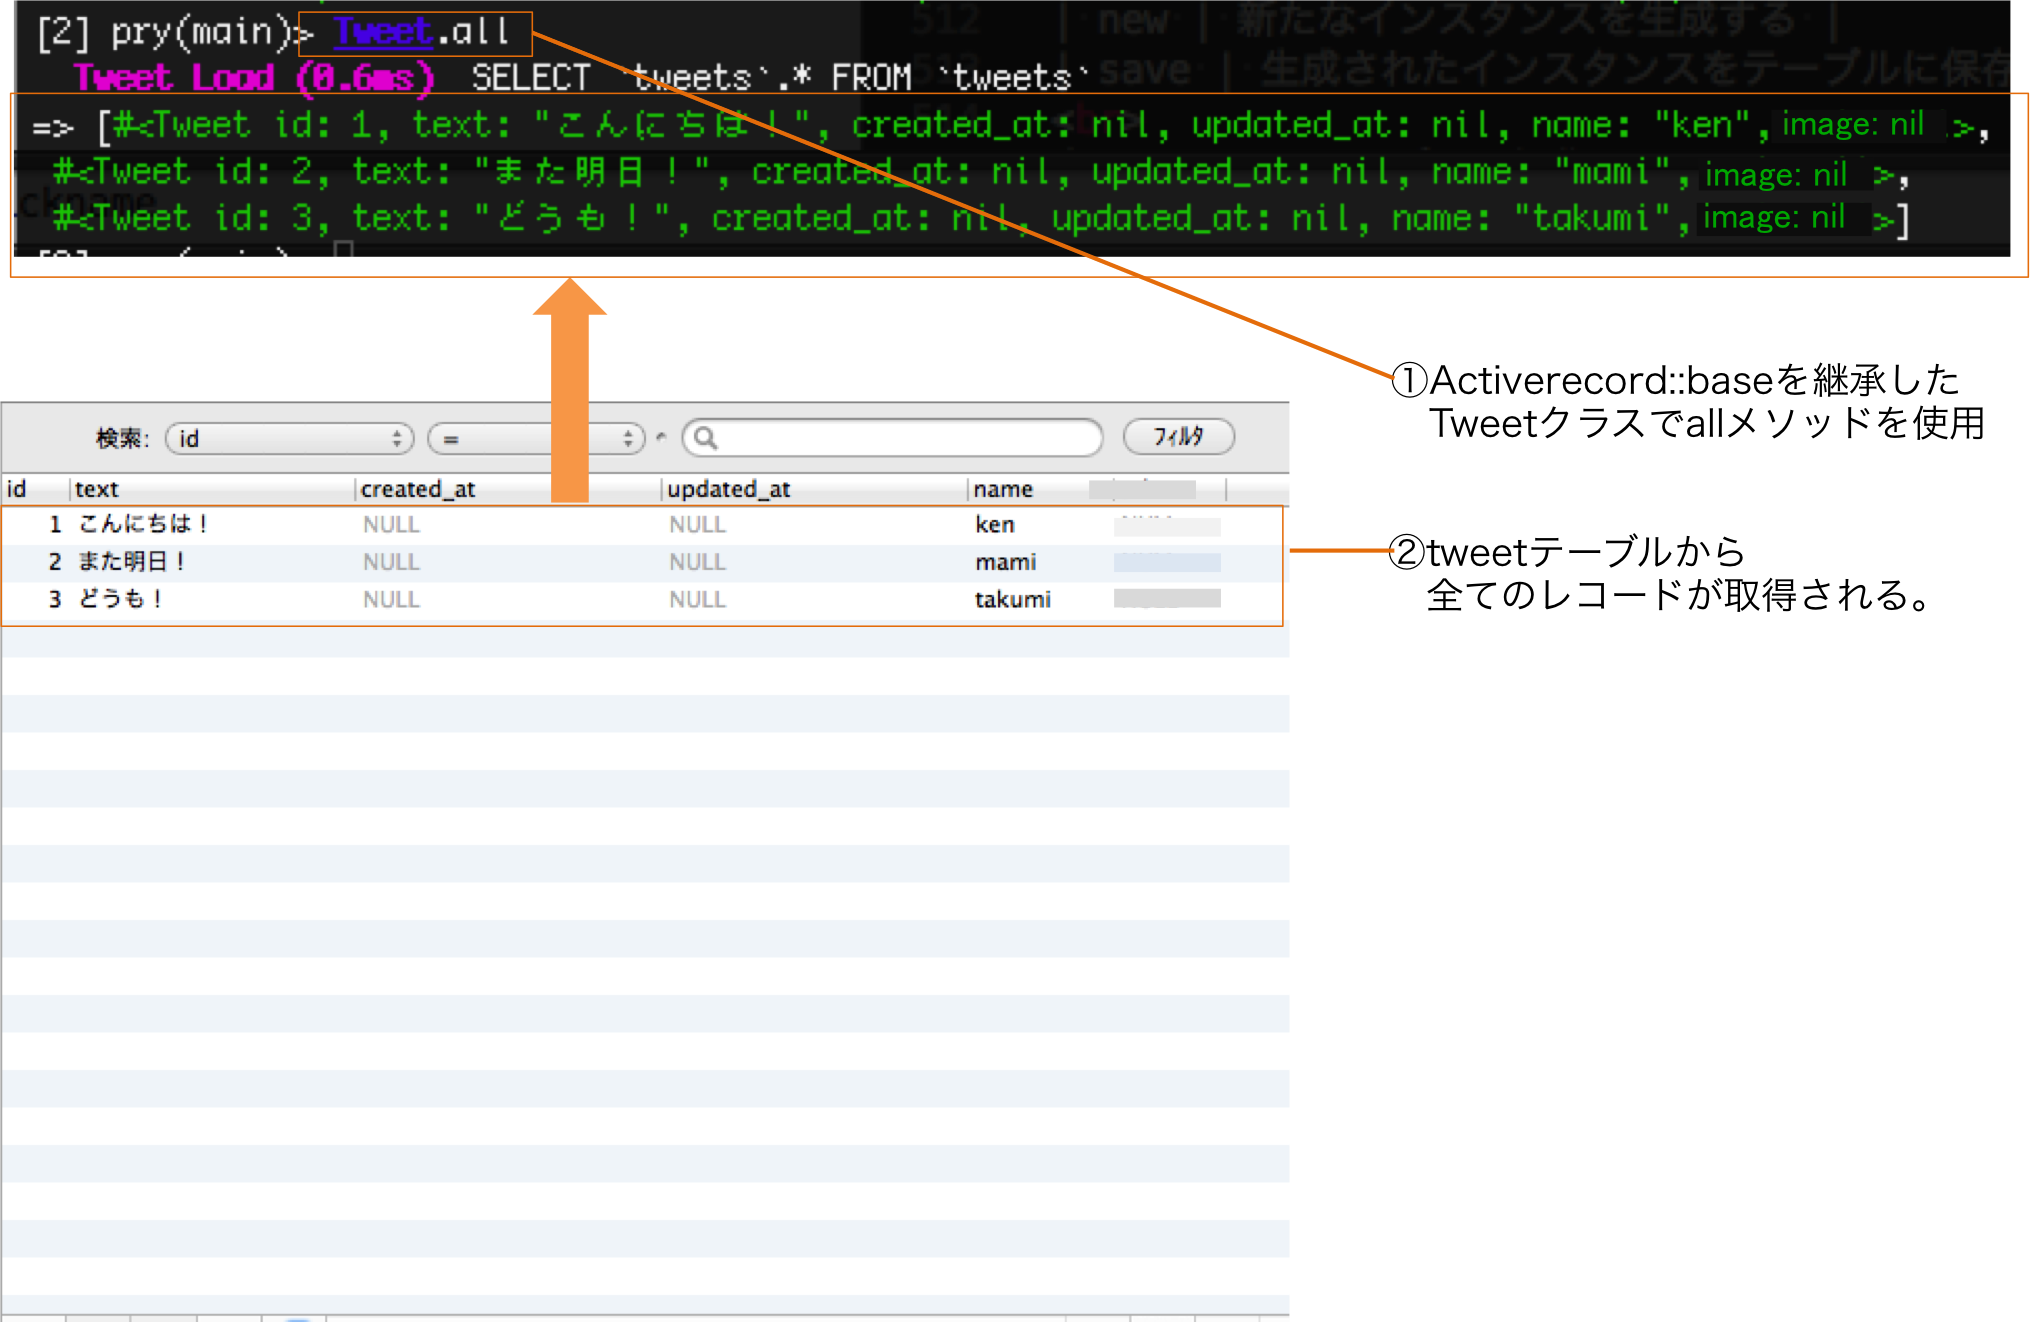 [2] pry(main)> Tweet.all
Tweet Load (0.6ms) SELECT `tweets`.* FROM `tweets`
=> [#<Tweet id: 1, text: "こんにちは！", created_at: nil, updated_at: nil, name: "ken", image: nil >,
#<Tweet id: 2, text: "また明日！", created_at: nil, updated_at: nil, name: "mami", image: nil >,
#<Tweet id: 3, text: "どうも！", created_at: nil, updated_at: nil, name: "takumi", image: nil >]
512 | new | 新たなインスタンスを生成する |
save | 生成されたインスタンスをテーブルに保存
①Activerecord::baseを継承した
Tweetクラスでallメソッドを使用
検索: id = フィルタ
id text created_at updated_at name
1 こんにちは！ NULL NULL ken
2 また明日！ NULL NULL mami
3 どうも！ NULL NULL takumi
②tweetテーブルから
全てのレコードが取得される。